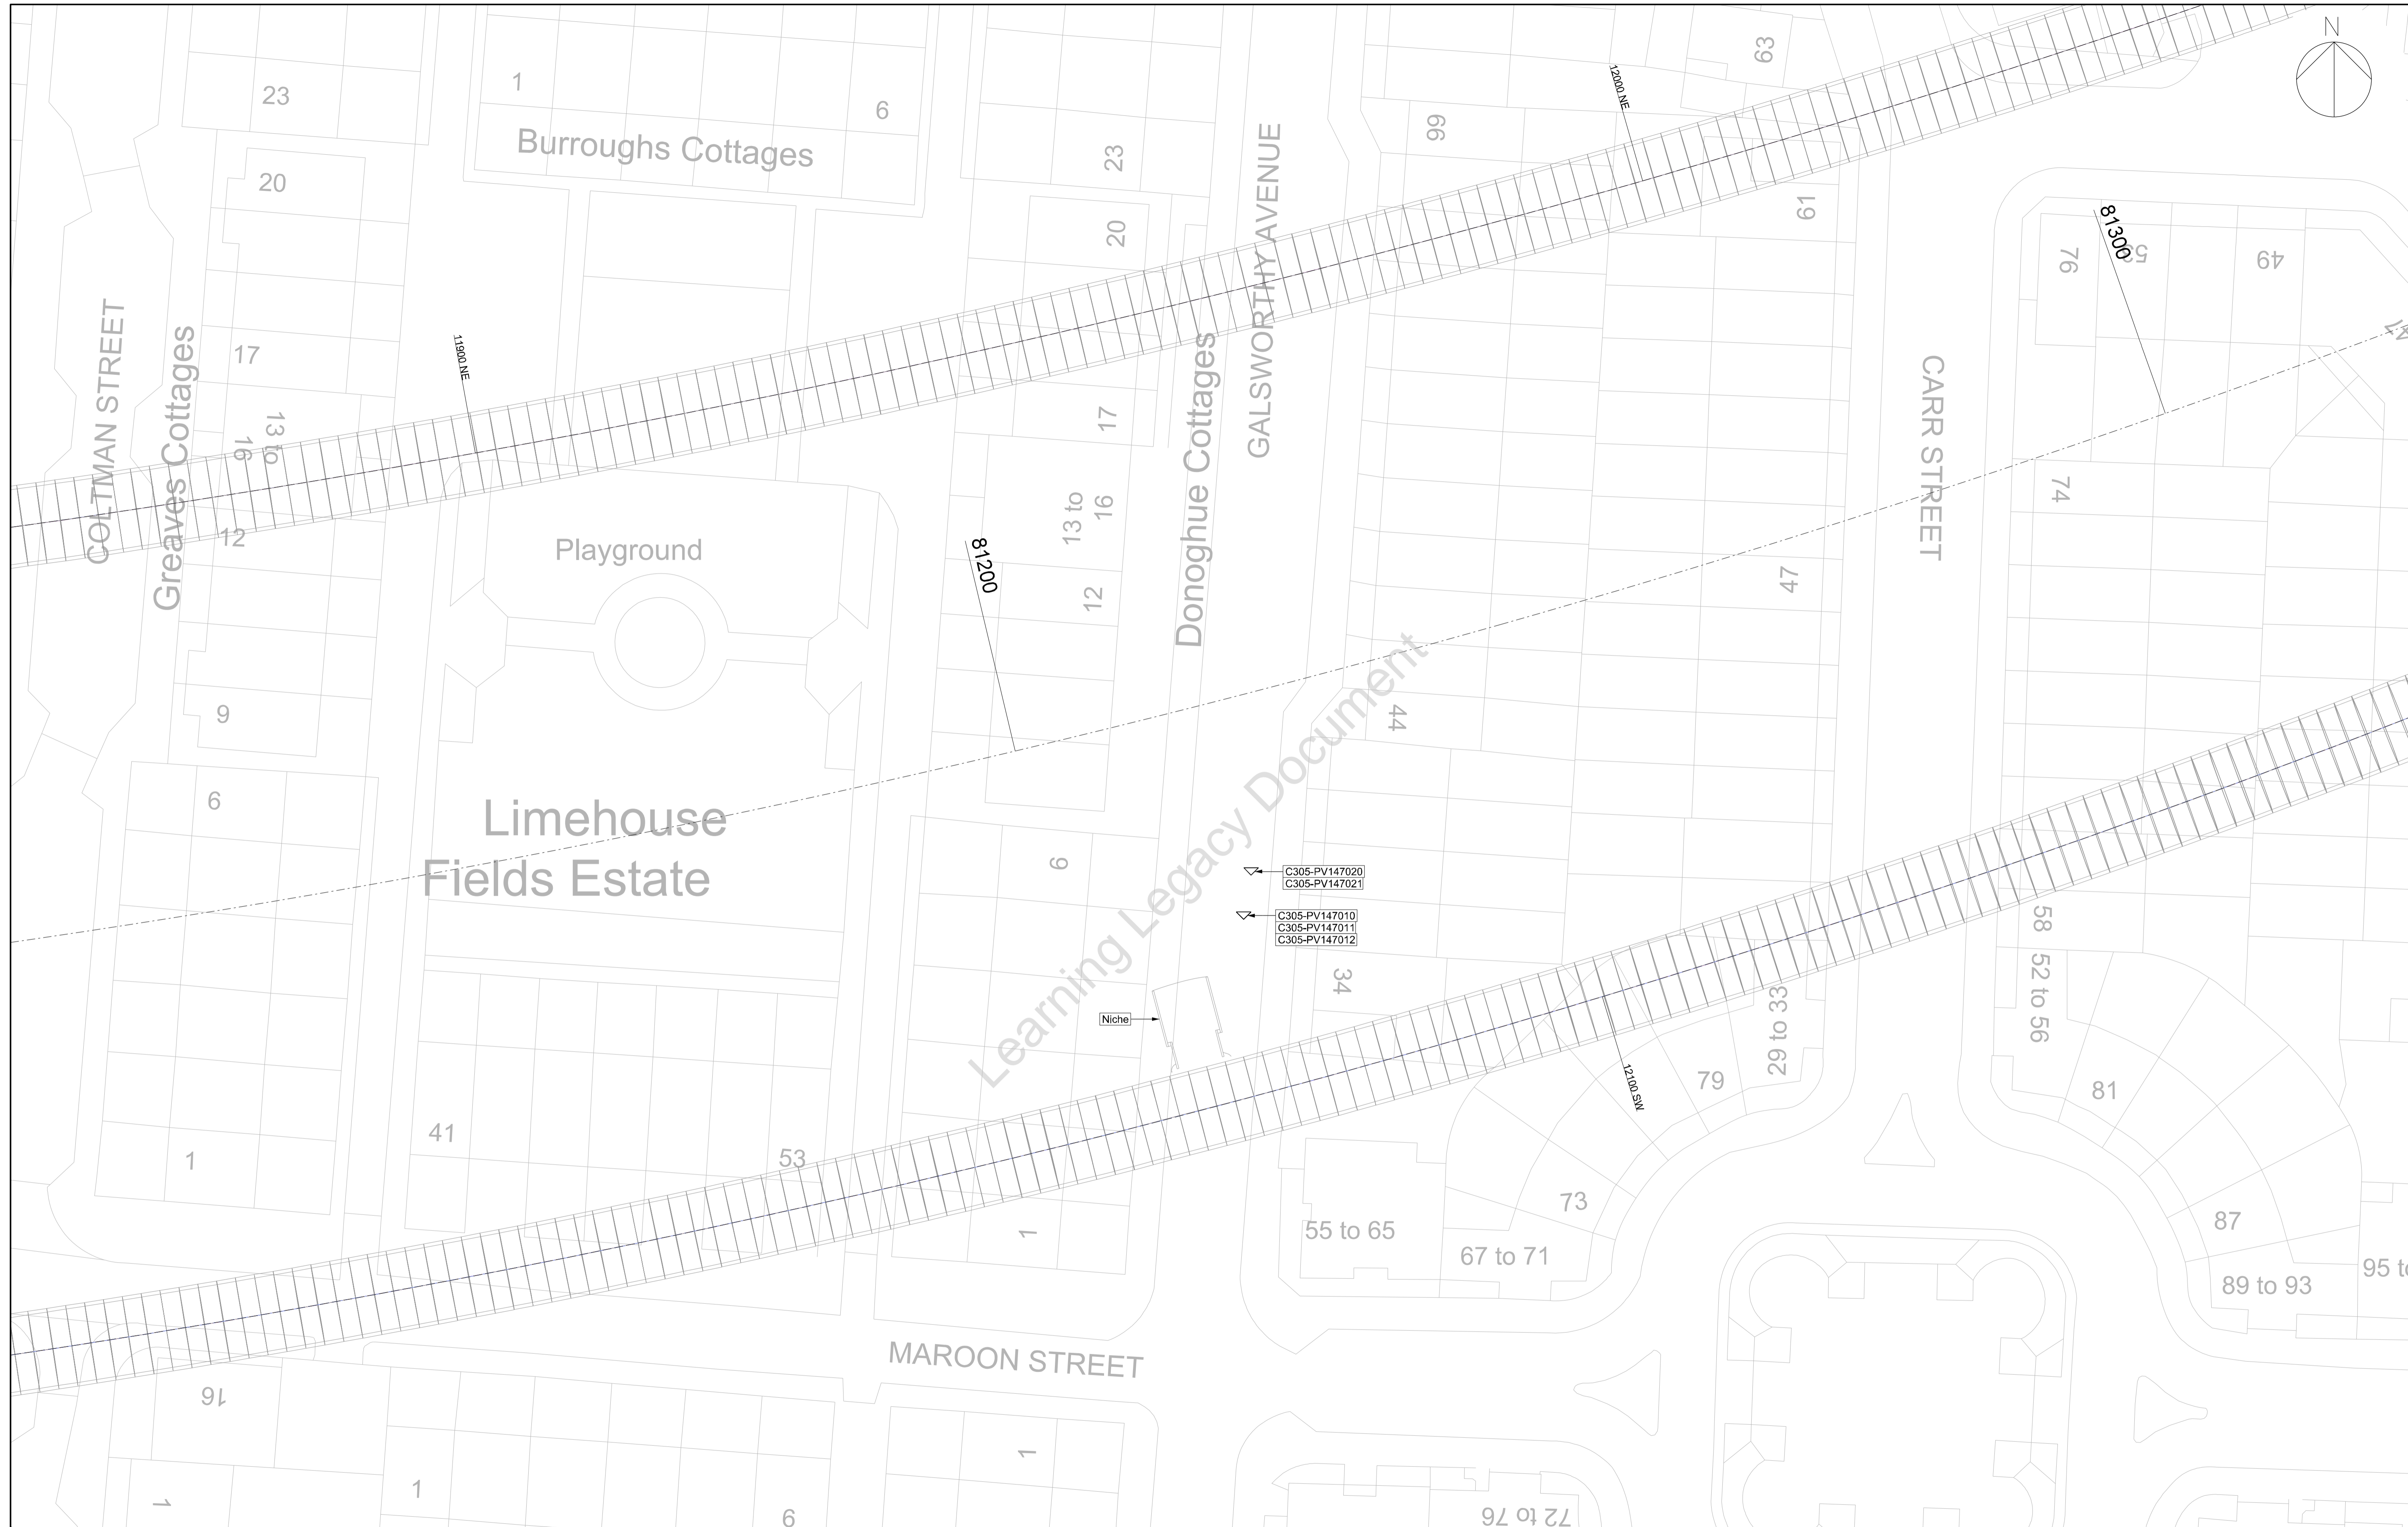 N
23
1
6
Burroughs Cottages
20
23
20
GALSWORTHY AVENUE
66
63
12000 NE
61
81300
76
53
49
COLTMAN STREET
Greaves Cottages
17
13 to
16
12
11900 NE
17
13 to
16
12
Donoghue Cottages
Playground
81200
CARR STREET
74
47
9
6
1
Limehouse
Fields Estate
44
Learning Legacy Document
C305-PV147020
C305-PV147021
C305-PV147010
C305-PV147011
C305-PV147012
Niche
6
34
58
52 to 56
29 to 33
79
81
12100 SW
41
53
1
73
55 to 65
67 to 71
87
89 to 93
95 t
MAROON STREET
16
1
1
6
1
72 to 76